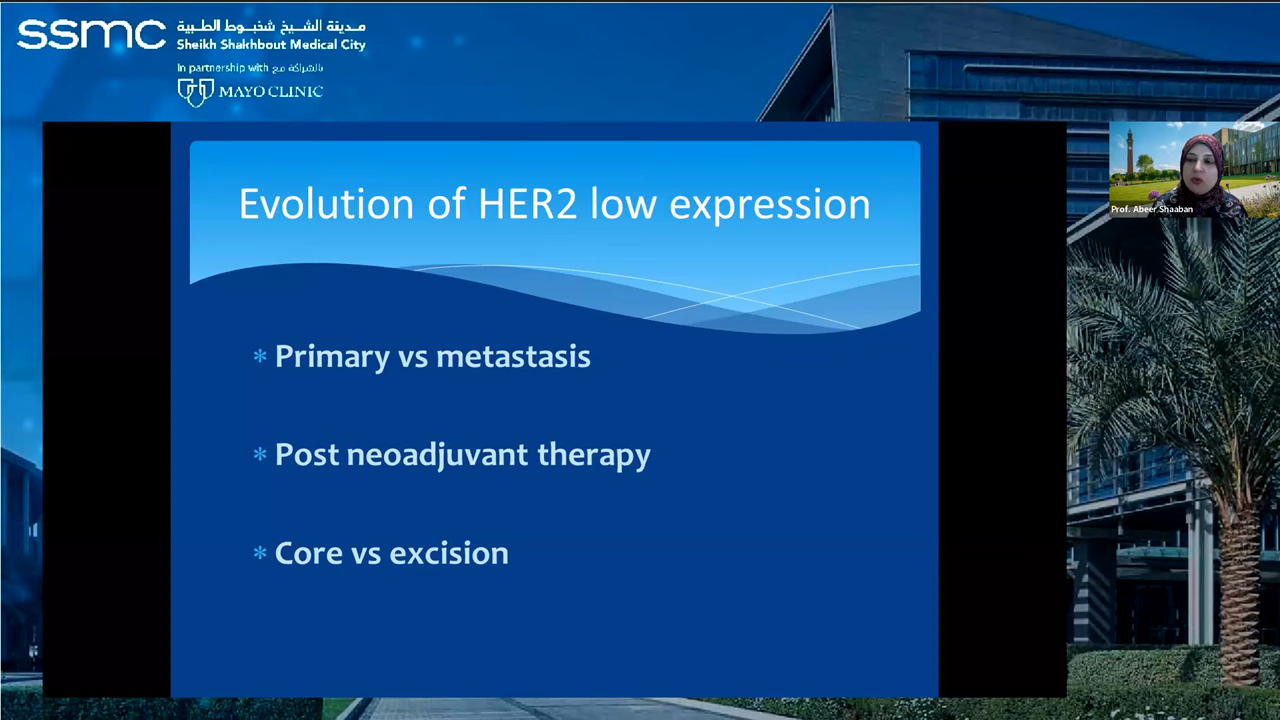 ssmc
مدينة الشيخ شخبوط الطبية
Sheikh Shakhbout Medical City
In partnership with بالشراكة مع
MAYO CLINIC
Prof. Abeer Shaaban
Evolution of HER2 low expression
* Primary vs metastasis
* Post neoadjuvant therapy
* Core vs excision